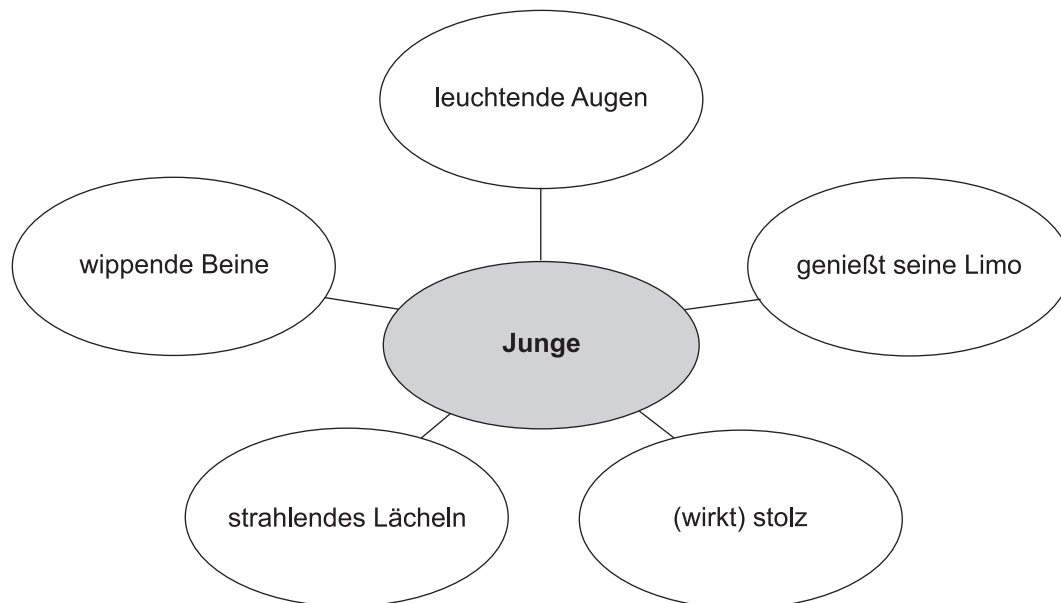 leuchtende Augen
wippende Beine
genießt seine Limo
Junge
strahlendes Lächeln
(wirkt) stolz